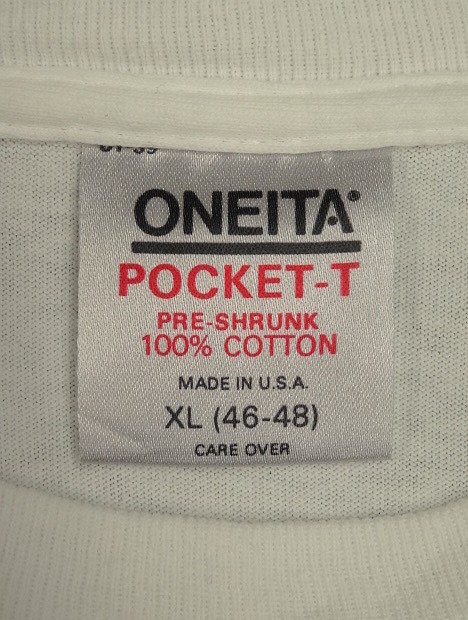 ONEITA®
POCKET-T
PRE-SHRUNK
100% COTTON
MADE IN U.S.A.
XL (46-48)
CARE OVER